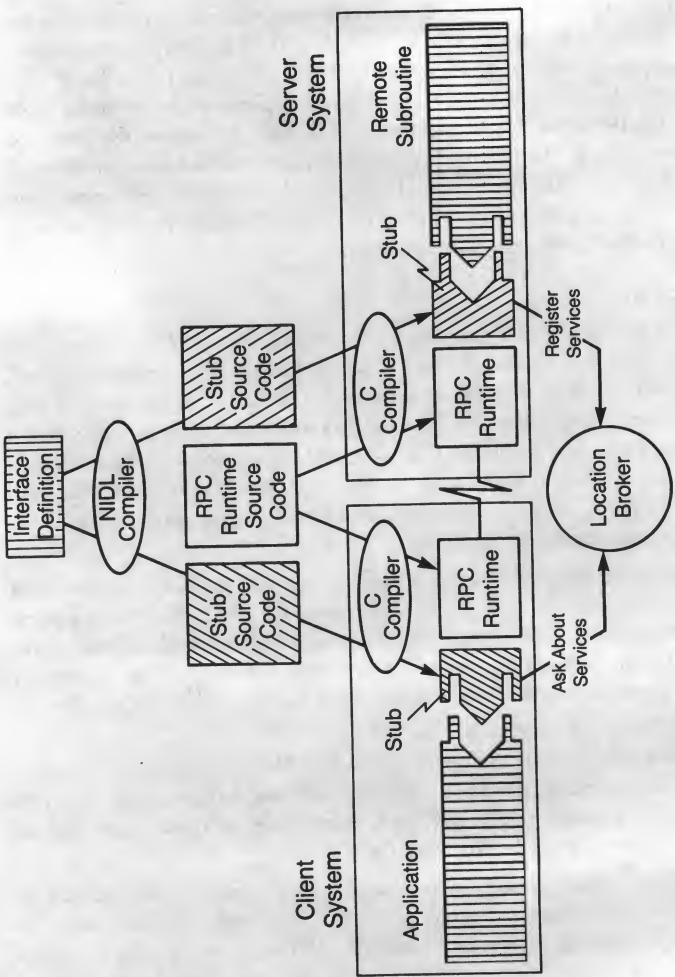 Interface
Definition
NIDL
Compiler
Stub
Source
Code
RPC
Runtime
Source
Code
Stub
Source
Code
Client
System
Server
System
C
Compiler
C
Compiler
Application
Stub
RPC
Runtime
RPC
Runtime
Stub
Remote
Subroutine
Ask About
Services
Location
Broker
Register
Services